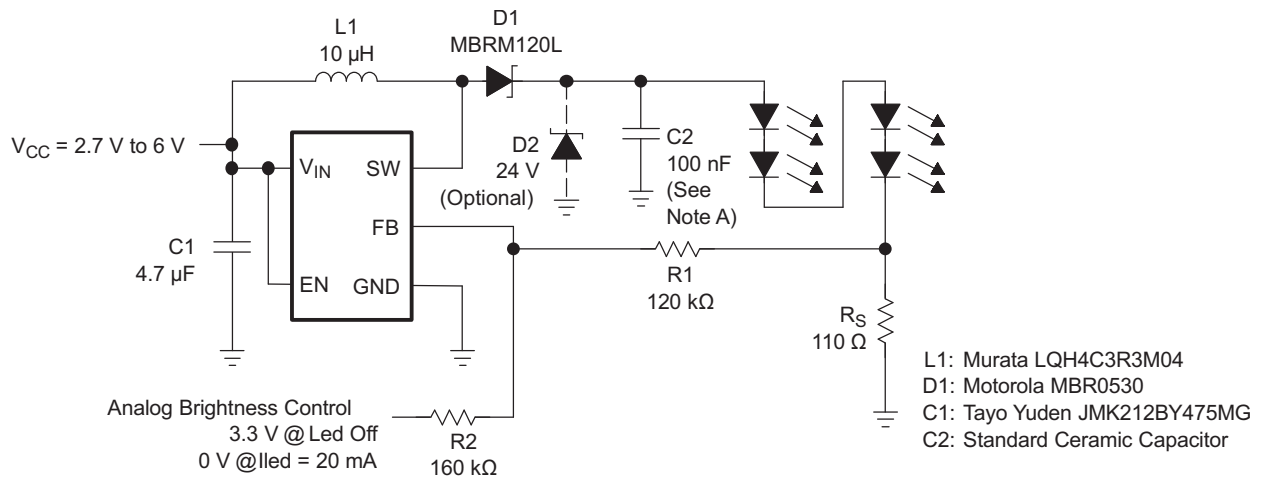 D1
MBRM120L
L1
10 µH
V_CC = 2.7 V to 6 V
V_IN
SW
D2
24 V
(Optional)
C2
100 nF
(See
Note A)
FB
C1
4.7 µF
EN
GND
R1
120 kΩ
R_S
110 Ω
L1: Murata LQH4C3R3M04
D1: Motorola MBR0530
C1: Tayo Yuden JMK212BY475MG
C2: Standard Ceramic Capacitor
Analog Brightness Control
3.3 V @ Led Off
0 V @ Iled = 20 mA
R2
160 kΩ